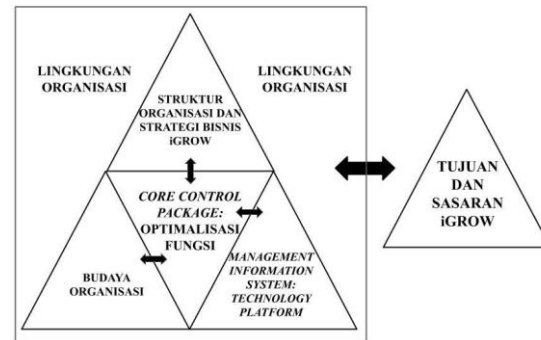 LINGKUNGAN
ORGANISASI
LINGKUNGAN
ORGANISASI
STRUKTUR
ORGANISASI DAN
STRATEGI BISNIS
iGROW
CORE CONTROL
PACKAGE:
OPTIMALISASI
FUNGSI
BUDAYA
ORGANISASI
MANAGEMENT
INFORMATION
SYSTEM:
TECHNOLOGY
PLATFORM
TUJUAN
DAN
SASARAN
iGROW